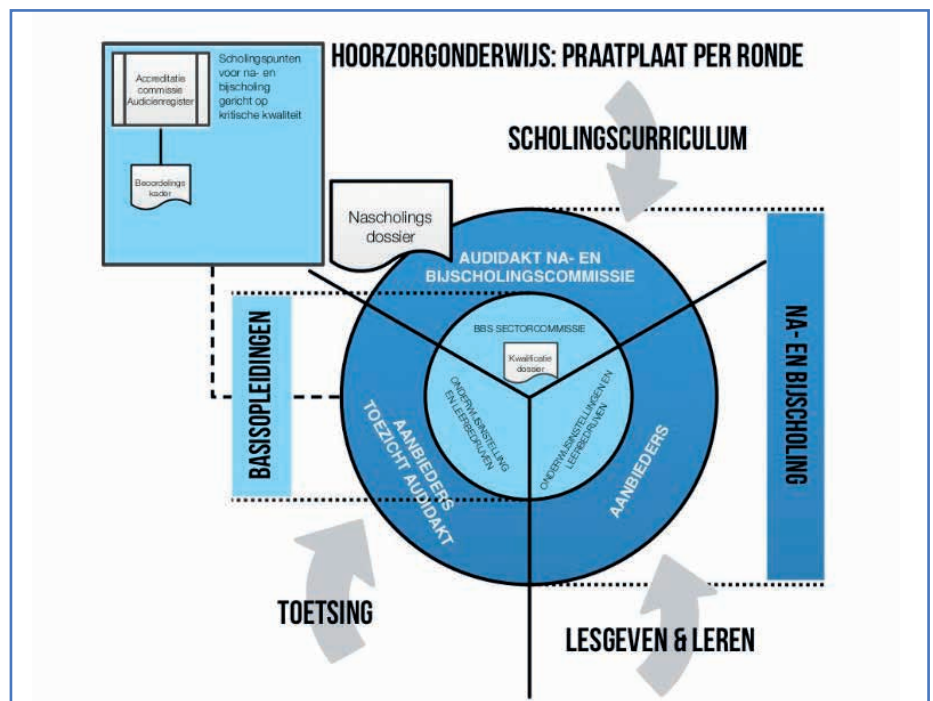 HOORZORGONDERWIJS: PRAATPLAAT PER RONDE
Accreditatie
commissie
Audicienregister
Scholingspunten
voor na- en
bijscholing
gericht op
kritische kwaliteit
Beoordelings
kader
SCHOLINGSCURRICULUM
Nascholings
dossier
AUDIDAKT NA- EN
BIJSCHOLINGSCOMMISSIE
BBS SECTORCOMMISSIE
Kwalificatie
dossier
ONDERWIJSINSTELLING
EN LEERBEDRIJVEN
ONDERWIJSINSTELLINGEN EN
LEERBEDRIJVEN
AANBIEDERS
TOEZICHT AUDIDAKT
AANBIEDERS
BASISOPLEIDINGEN
NA- EN BIJSCHOLING
TOETSING
LESGEVEN & LEREN